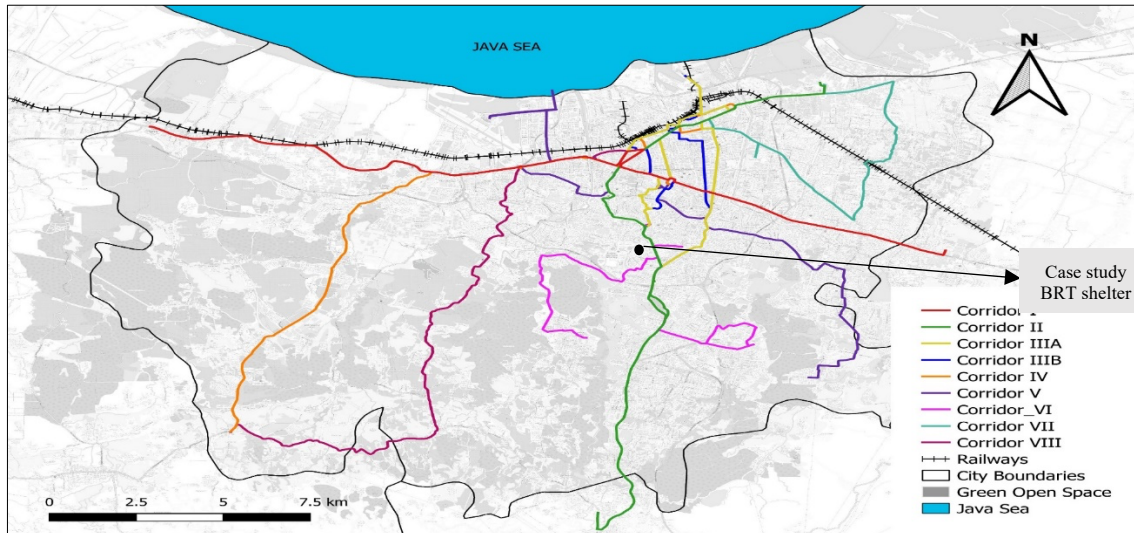 JAVA SEA
N
Case study
BRT shelter
Corridor I
Corridor II
Corridor IIIA
Corridor IIIB
Corridor IV
Corridor V
Corridor_VI
Corridor VII
Corridor VIII
Railways
City Boundaries
Green Open Space
Java Sea
0 2.5 5 7.5 km